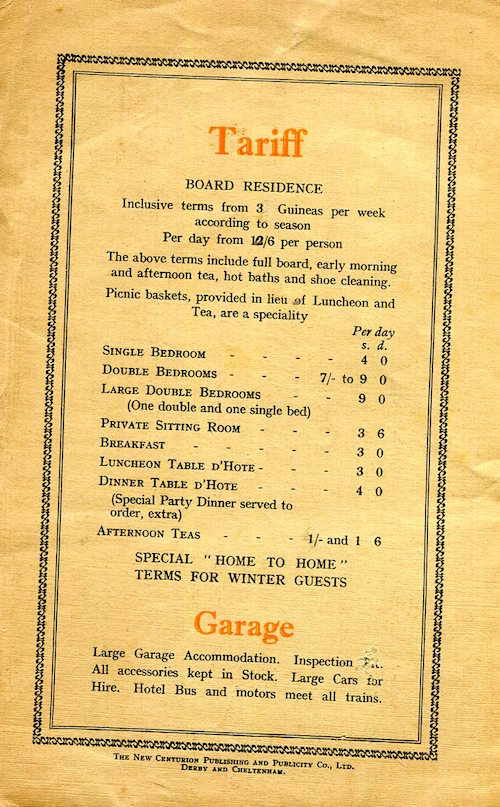 Tariff
BOARD RESIDENCE
Inclusive terms from 3 Guineas per week
according to season
Per day from 12/6 per person
The above terms include full board, early morning
and afternoon tea, hot baths and shoe cleaning.
Picnic baskets, provided in lieu of Luncheon and
Tea, are a speciality
Per day
s. d.
SINGLE BEDROOM - - - - 4 0
DOUBLE BEDROOMS - - - 7/- to 9 0
LARGE DOUBLE BEDROOMS - - 9 0
(One double and one single bed)
PRIVATE SITTING ROOM - - - 3 6
BREAKFAST - - - - - 3 0
LUNCHEON TABLE D'HOTE - - - 3 0
DINNER TABLE D'HOTE - - - 4 0
(Special Party Dinner served to
order, extra)
AFTERNOON TEAS - - - 1/- and 1 6
SPECIAL "HOME TO HOME"
TERMS FOR WINTER GUESTS
Garage
Large Garage Accommodation. Inspection
All accessories kept in Stock. Large Cars for
Hire. Hotel Bus and motors meet all trains.
THE NEW CENTURION PUBLISHING AND PUBLICITY CO., LTD.
DERBY AND CHELTENHAM.